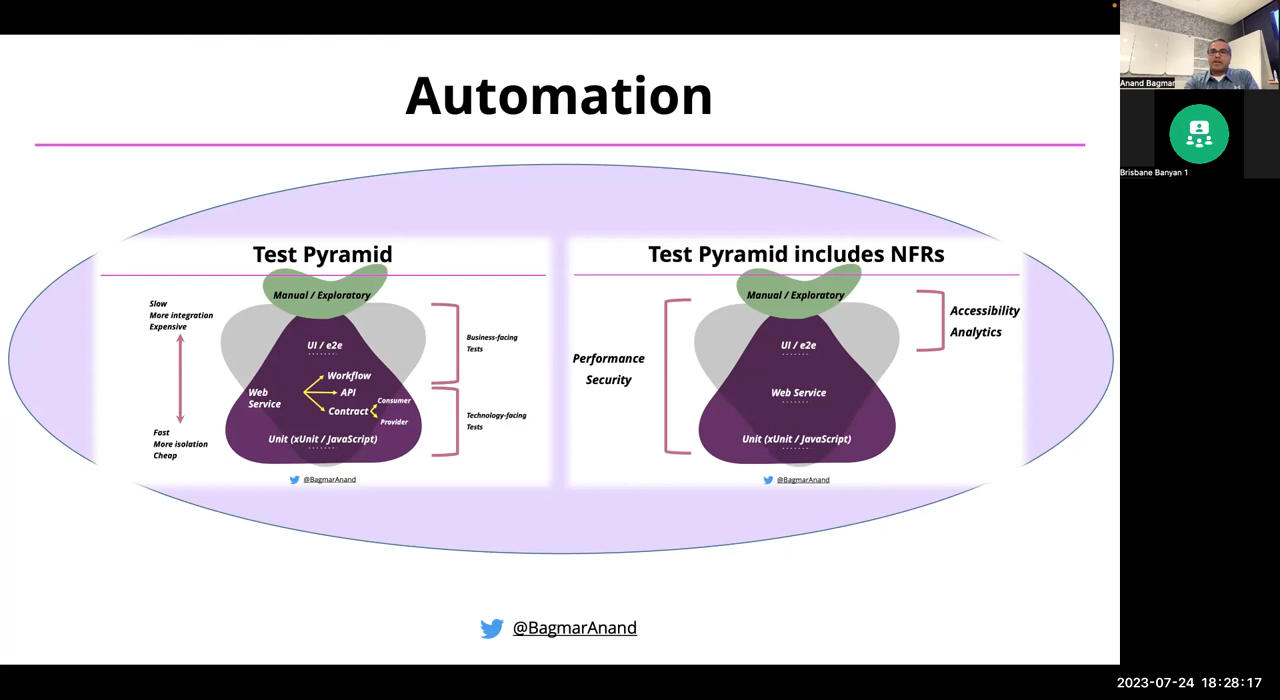 Automation
Test Pyramid
Manual / Exploratory
Slow
More integration
Expensive
UI / e2e
Business-facing
Tests
Workflow
Web
Service
API
Consumer
Contract
Provider
Technology-facing
Tests
Fast
More isolation
Cheap
Unit (xUnit / JavaScript)
@BagmarAnand
Test Pyramid includes NFRs
Manual / Exploratory
Accessibility
Analytics
UI / e2e
Performance
Security
Web Service
Unit (xUnit / JavaScript)
@BagmarAnand
@BagmarAnand
Anand Bagmar
Brisbane Banyan 1
2023-07-24 18:28:17